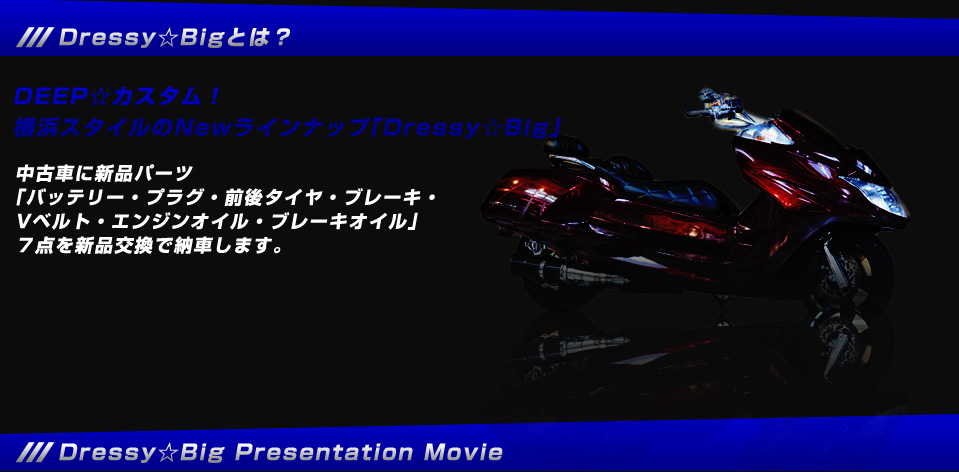 Dressy☆Bigとは？
DEEP☆カスタム！
横浜スタイルのNewラインナップ「Dressy☆Big」
中古車に新品パーツ
「バッテリー・プラグ・前後タイヤ・ブレーキ・
Vベルト・エンジンオイル・ブレーキオイル」
７点を新品交換で納車します。
Dressy☆Big Presentation Movie